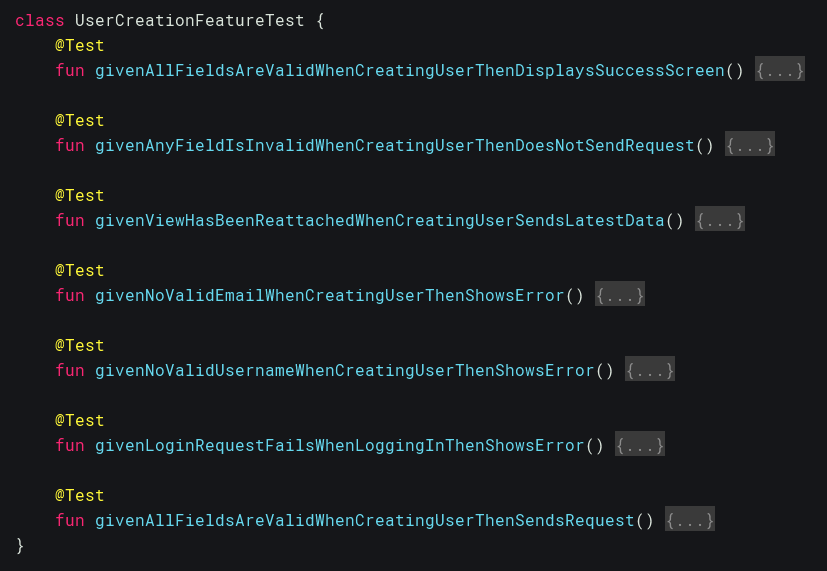 class UserCreationFeatureTest {
@Test
fun givenAllFieldsAreValidWhenCreatingUserThenDisplaysSuccessScreen() {...}
@Test
fun givenAnyFieldIsInvalidWhenCreatingUserThenDoesNotSendRequest() {...}
@Test
fun givenViewHasBeenReattachedWhenCreatingUserSendsLatestData() {...}
@Test
fun givenNoValidEmailWhenCreatingUserThenShowsError() {...}
@Test
fun givenNoValidUsernameWhenCreatingUserThenShowsError() {...}
@Test
fun givenLoginRequestFailsWhenLoggingInThenShowsError() {...}
@Test
fun givenAllFieldsAreValidWhenCreatingUserThenSendsRequest() {...}
}